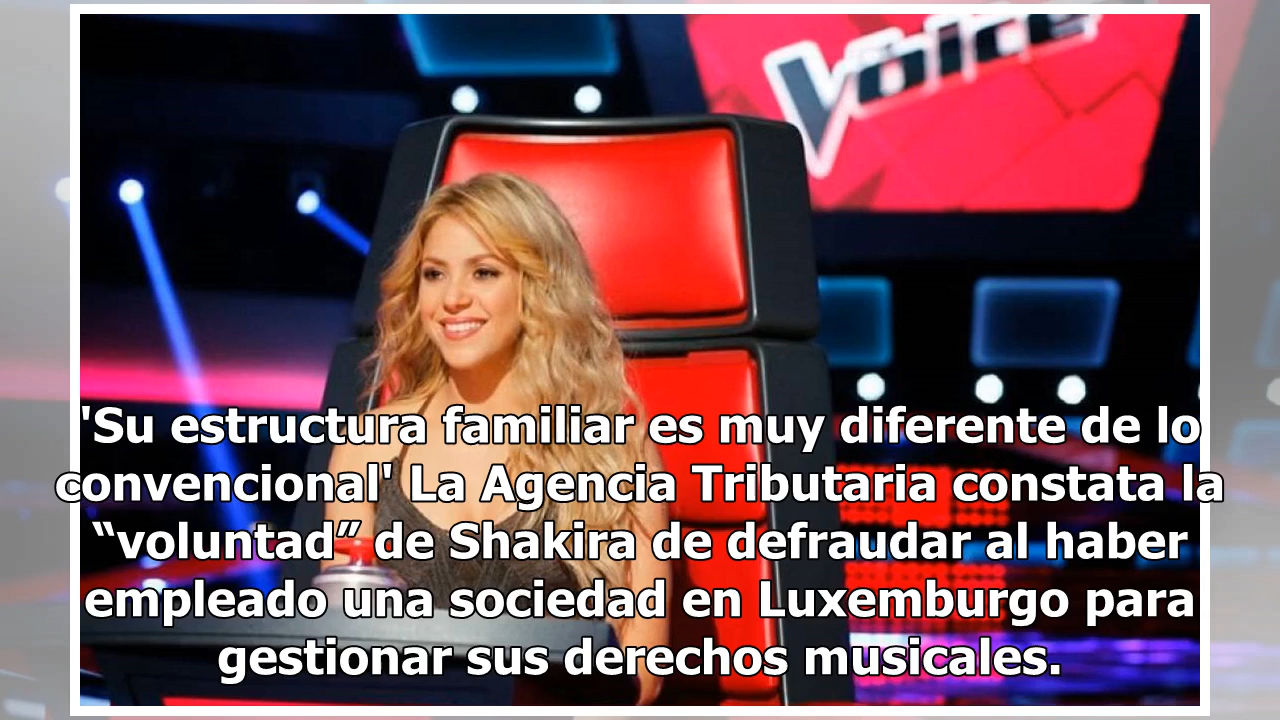 Voice
'Su estructura familiar es muy diferente de lo
convencional' La Agencia Tributaria constata la
“voluntad” de Shakira de defraudar al haber
empleado una sociedad en Luxemburgo para
gestionar sus derechos musicales.